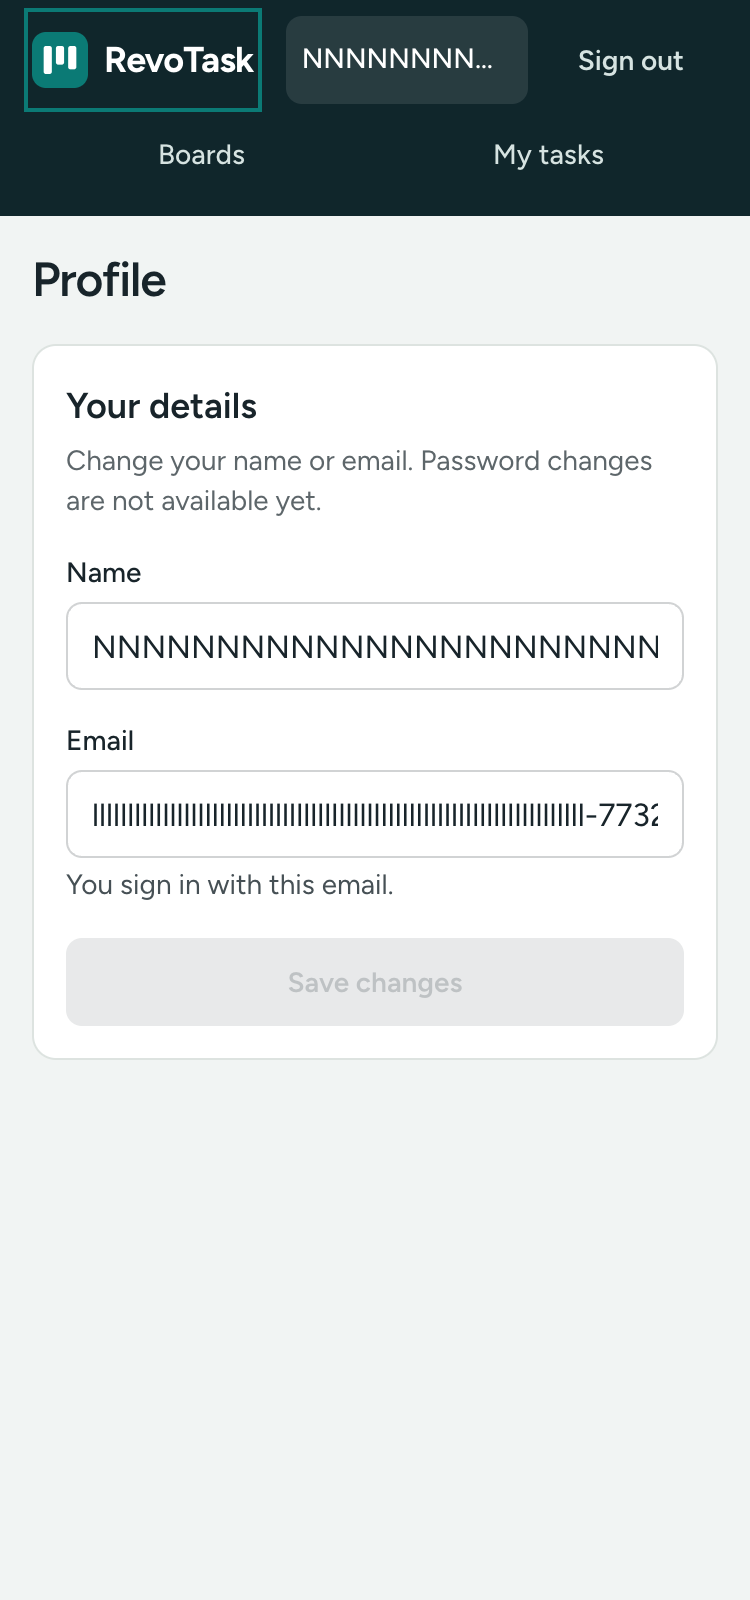 RevoTask
NNNNNNNN...
Sign out
Boards
My tasks
Profile
Your details
Change your name or email. Password changes
are not available yet.
Name
NNNNNNNNNNNNNNNNNNNNNNN
Email
You sign in with this email.
Save changes